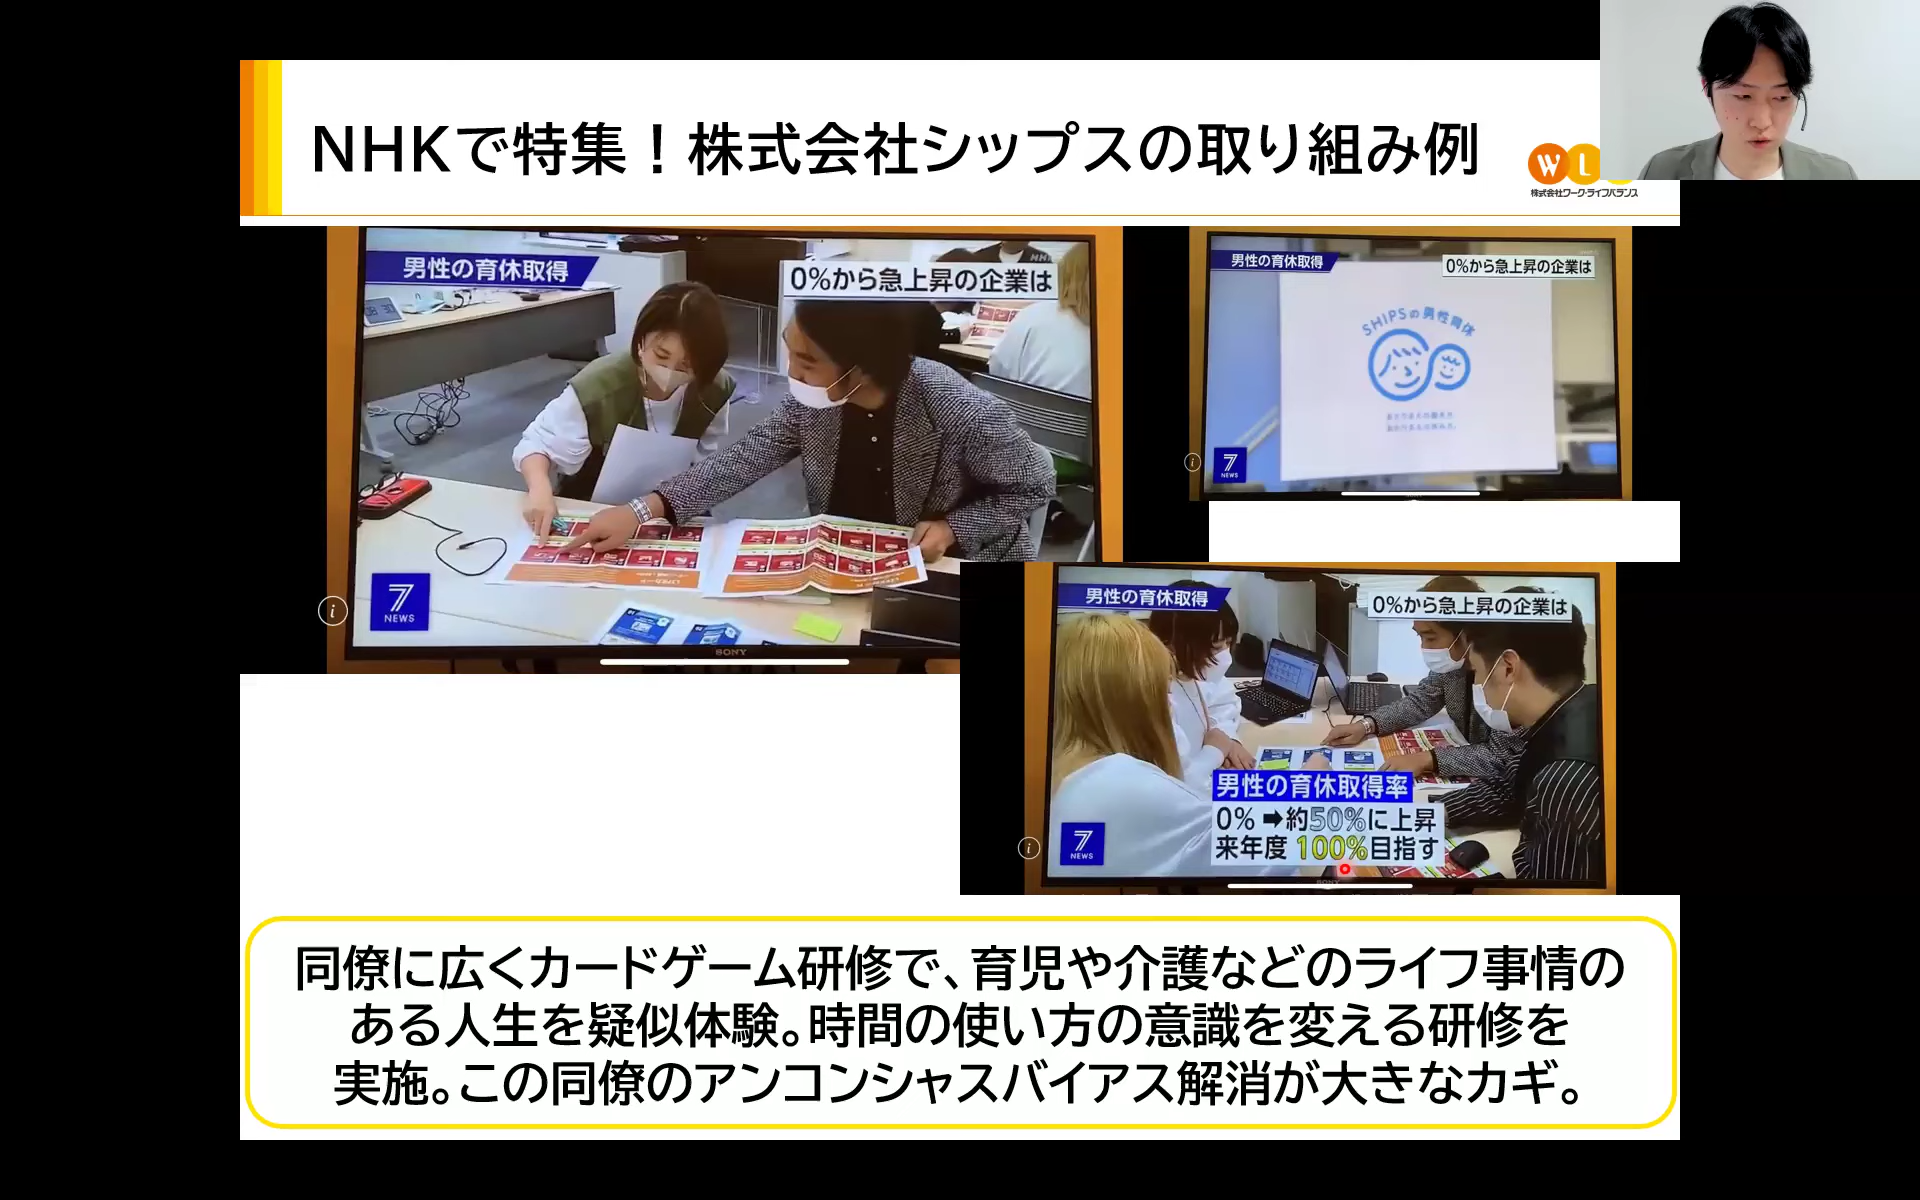 NHKで特集！株式会社シップスの取り組み例
W L
株式会社ワーク・ライフバランス
男性の育休取得
0%から急上昇の企業は
7
NEWS
SONY
男性の育休取得
0%から急上昇の企業は
SHIPSの男性育休
7
NEWS
男性の育休取得
0%から急上昇の企業は
男性の育休取得率
0%➡約50%に上昇
来年度 100%目指す
7
NEWS
SONY
同僚に広くカードゲーム研修で、育児や介護などのライフ事情の
ある人生を疑似体験。時間の使い方の意識を変える研修を
実施。この同僚のアンコンシャスバイアス解消が大きなカギ。